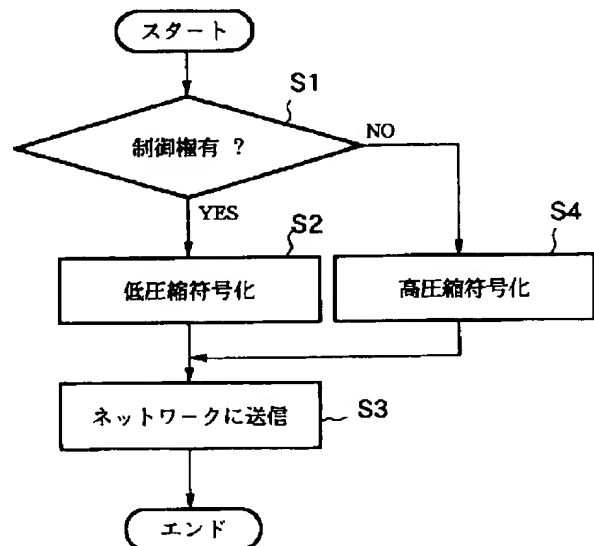 スタート
S1
制御権有 ?
NO
YES
S2
S4
低圧縮符号化
高圧縮符号化
ネットワークに送信
S3
エンド